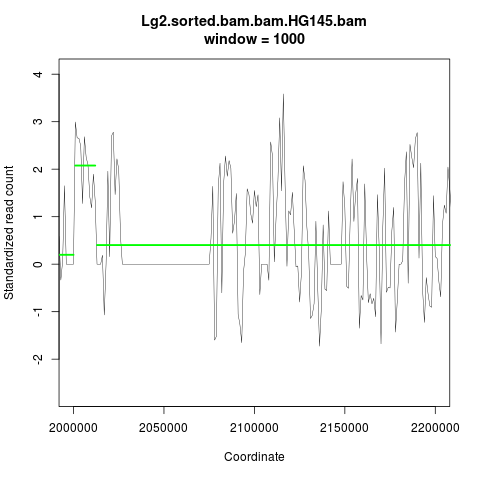 Lg2.sorted.bam.bam.HG145.bam
window = 1000
Standardized read count
4
3
2
1
0
-1
-2
2000000 2050000 2100000 2150000 2200000
Coordinate